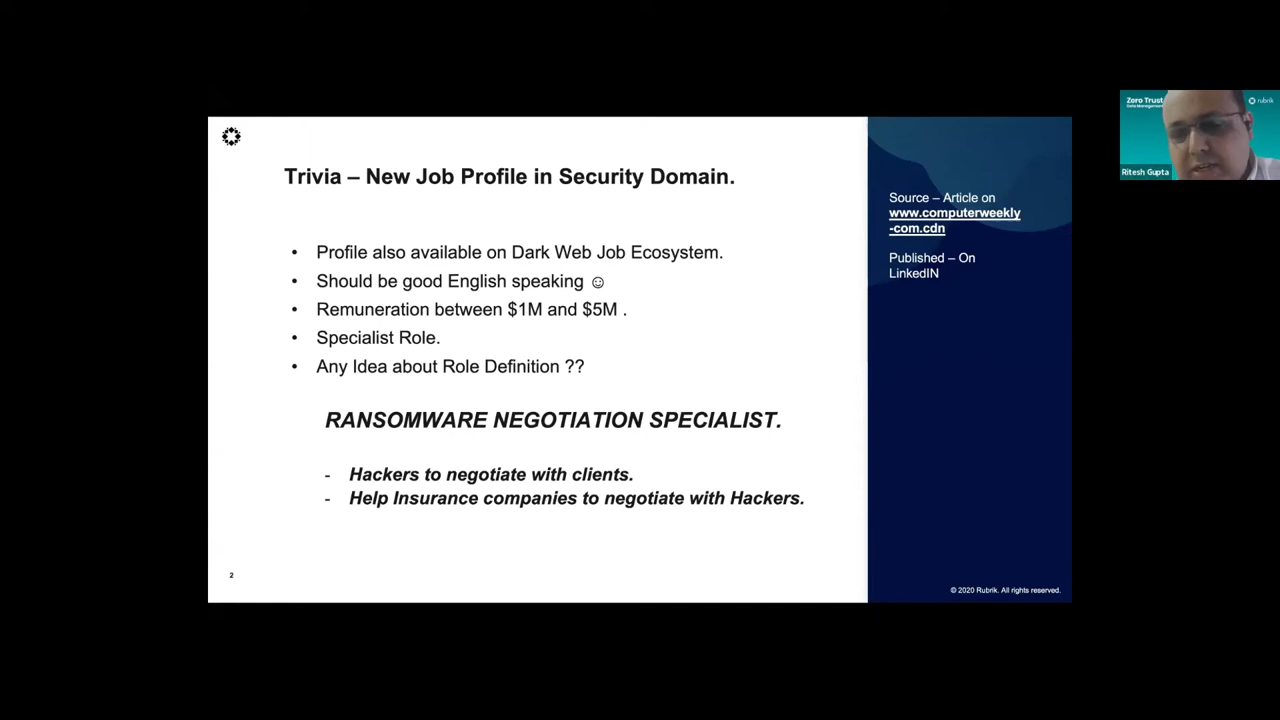 Trivia – New Job Profile in Security Domain.
• Profile also available on Dark Web Job Ecosystem.
• Should be good English speaking ☺
• Remuneration between $1M and $5M .
• Specialist Role.
• Any Idea about Role Definition ??
RANSOMWARE NEGOTIATION SPECIALIST.
- Hackers to negotiate with clients.
- Help Insurance companies to negotiate with Hackers.
2
Source – Article on
www.computerweekly
-com.cdn
Published – On
LinkedIN
© 2020 Rubrik. All rights reserved.
Zero Trust
Data Management
rubrik
Ritesh Gupta